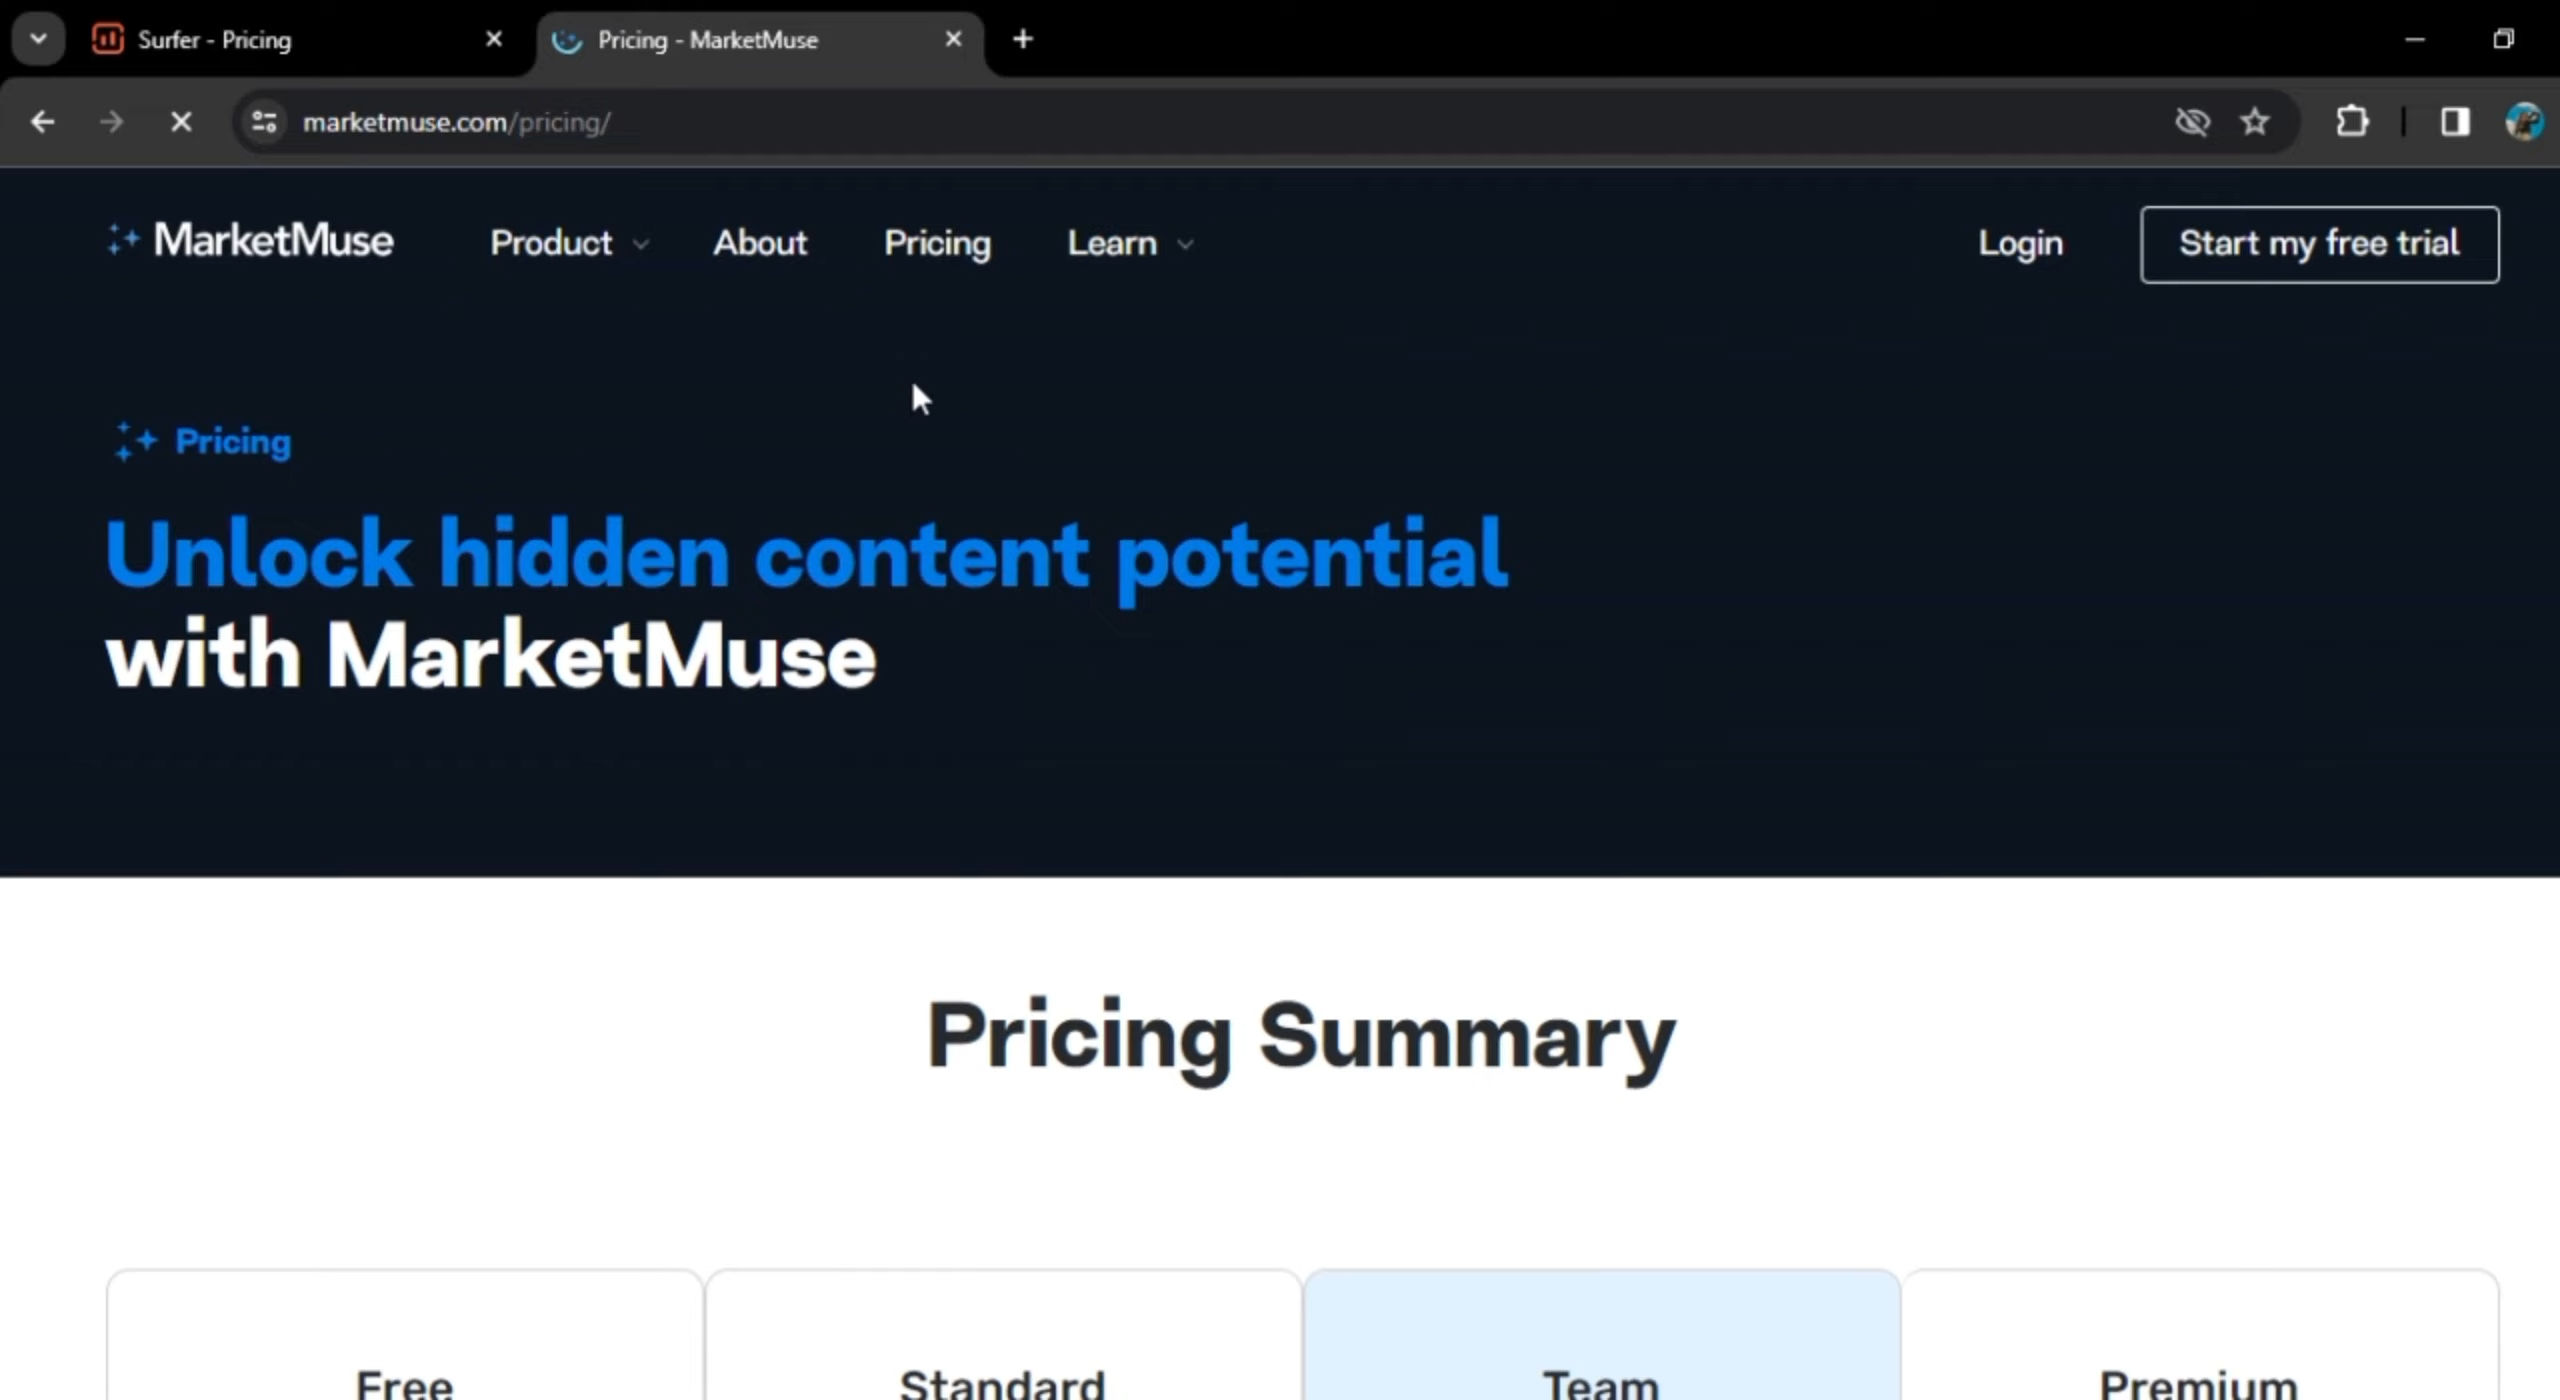 Surfer - Pricing
Pricing - MarketMuse
marketmuse.com/pricing/
MarketMuse
Product
About
Pricing
Learn
Login
Start my free trial
Pricing
Unlock hidden content potential
with MarketMuse
Pricing Summary
Free
Standard
Team
Premium